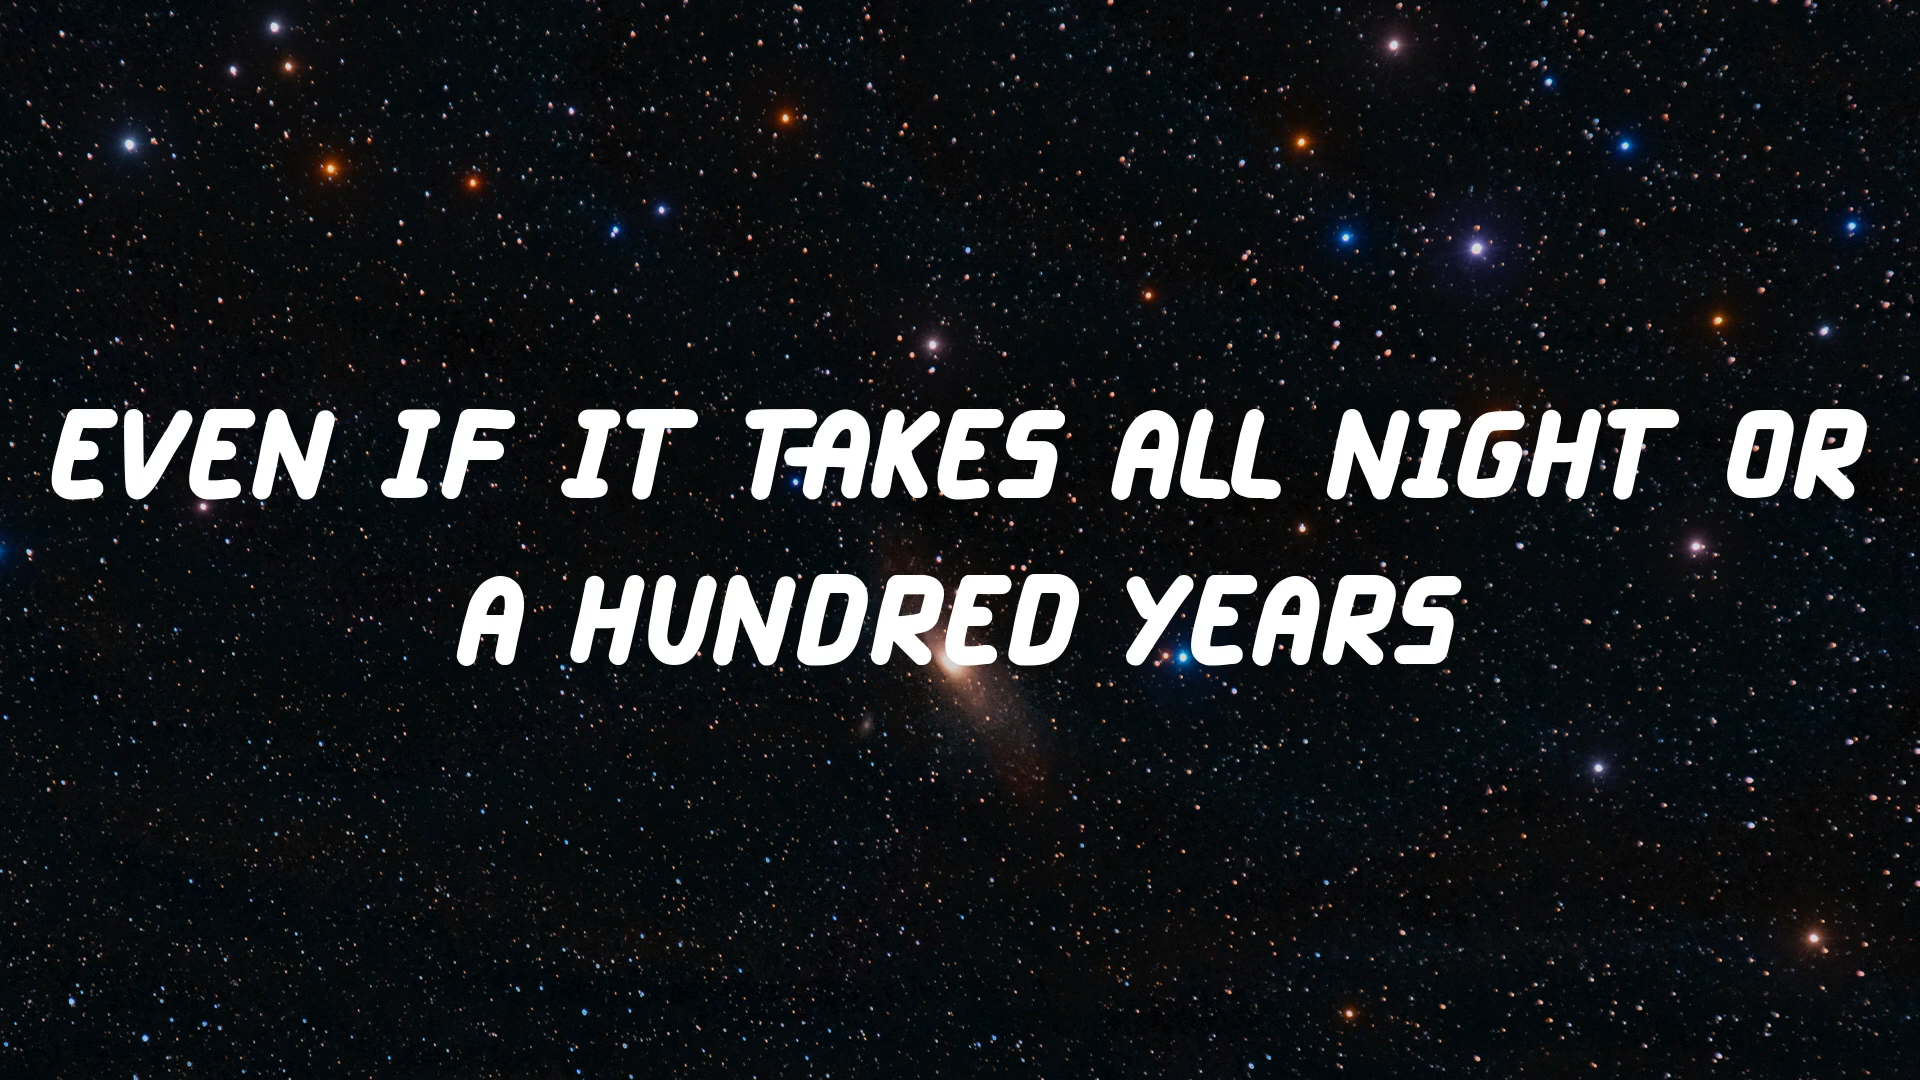 EVEN IF IT TAKES ALL NIGHT OR
A HUNDRED YEARS